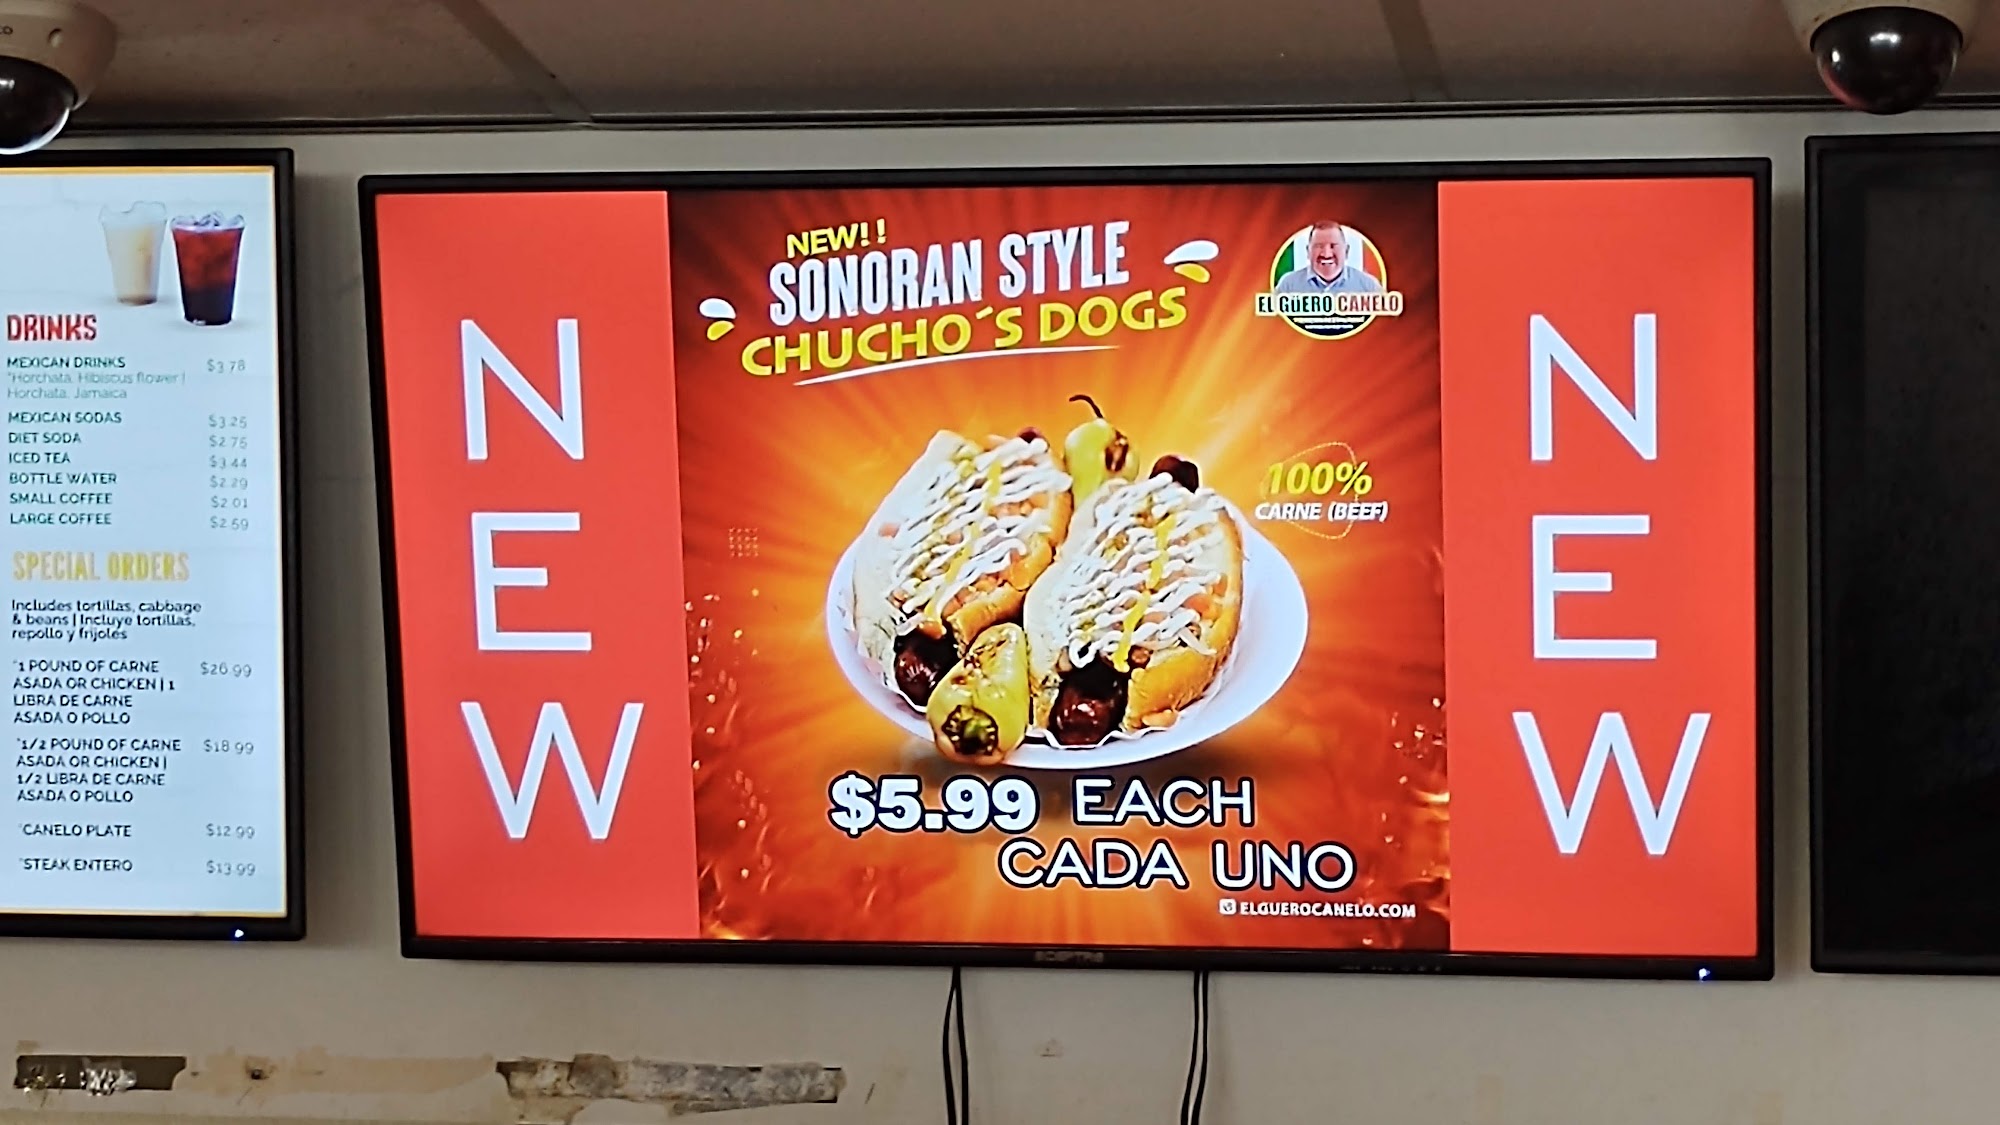 DRINKS
MEXICAN DRINKS $3.78
*Horchata, Hibiscus flower |
Horchata, Jamaica
MEXICAN SODAS $3.25
DIET SODA $2.75
ICED TEA $3.44
BOTTLE WATER $2.29
SMALL COFFEE $2.01
LARGE COFFEE $2.59
SPECIAL ORDERS
Includes tortillas, cabbage
& beans | Incluye tortillas,
repollo y frijoles
*1 POUND OF CARNE $26.99
ASADA OR CHICKEN | 1
LIBRA DE CARNE
ASADA O POLLO
*1/2 POUND OF CARNE $18.99
ASADA OR CHICKEN |
1/2 LIBRA DE CARNE
ASADA O POLLO
*CANELO PLATE $12.99
*STEAK ENTERO $13.99
NEW
NEW!!
SONORAN STYLE
CHUCHO´S DOGS
EL GÜERO CANELO
100%
CARNE (BEEF)
$5.99 EACH
CADA UNO
ELGUEROCANELO.COM
NEW
SCEPTRE